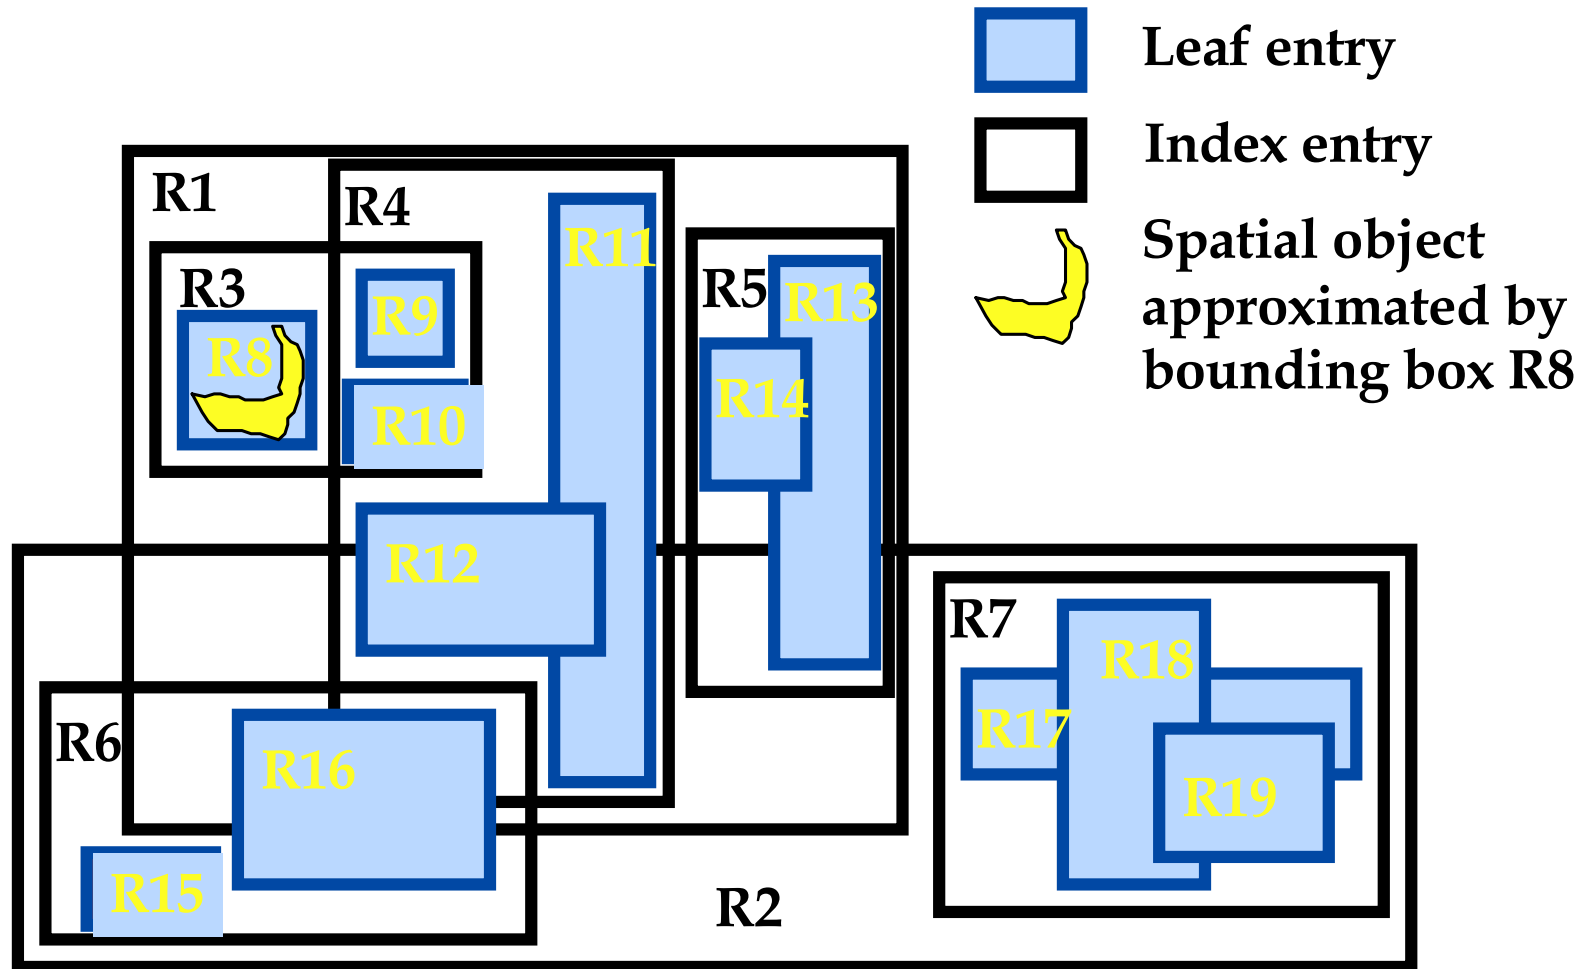 Leaf entry
Index entry
Spatial object
approximated by
bounding box R8
R1
R4
R11
R3
R9
R5
R13
R8
R14
R10
R12
R7
R18
R17
R6
R16
R19
R15
R2